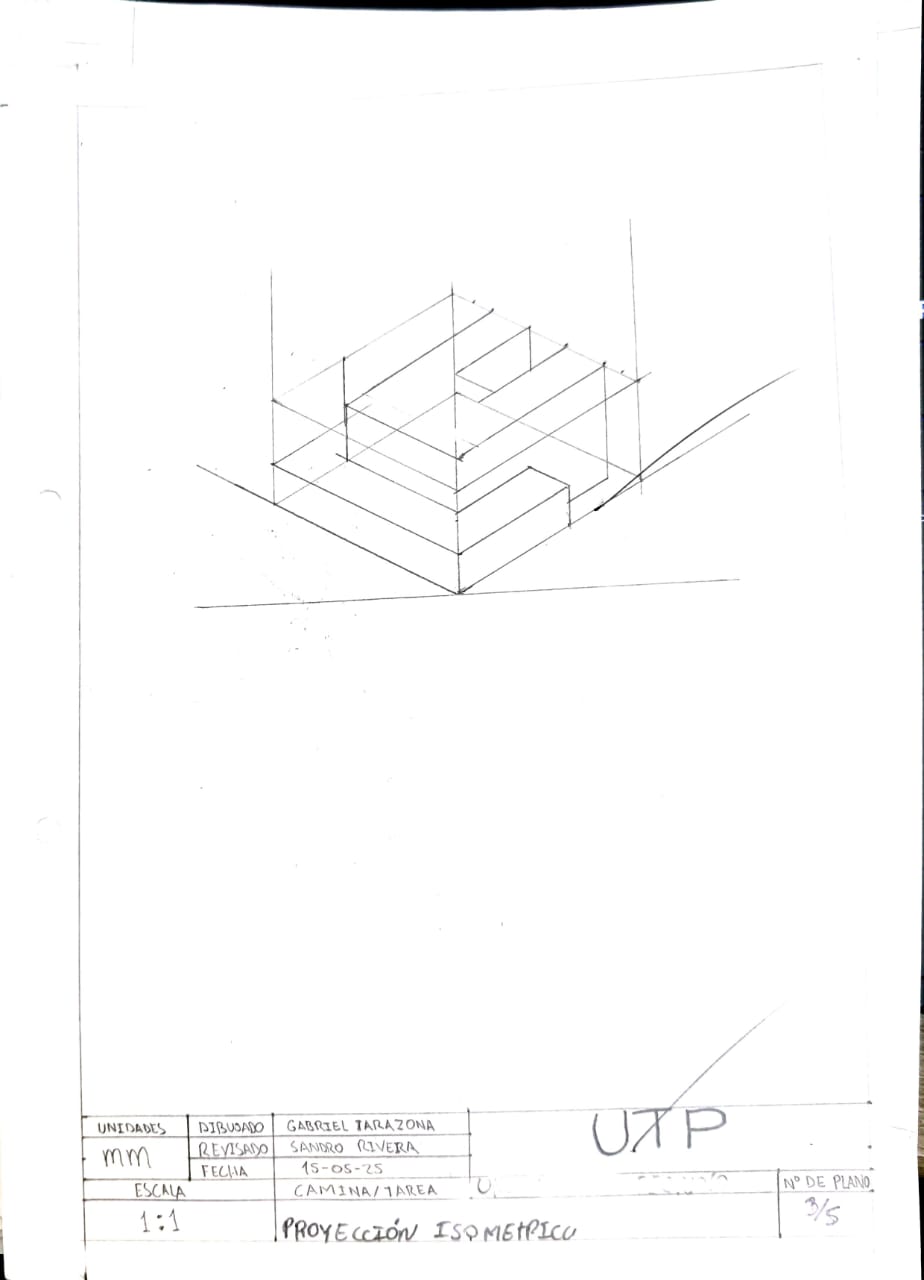 UNIDADES
mm
DIBUJADO
GABRIEL TARAZONA
REVISADO
SANDRO RIVERA
FECHA
15-05-25
ESCALA
1:1
CAMINA/TAREA
PROYECCIÓN ISOMETRICO
UTP
Nº DE PLANO
3/5